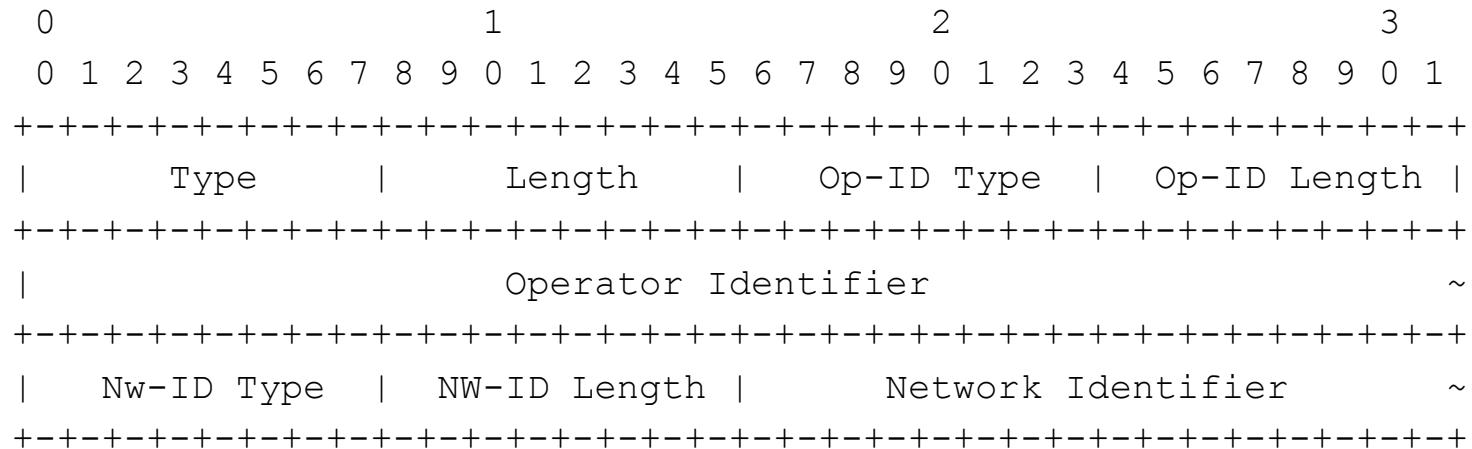 0                   1                   2                   3
 0 1 2 3 4 5 6 7 8 9 0 1 2 3 4 5 6 7 8 9 0 1 2 3 4 5 6 7 8 9 0 1
+-+-+-+-+-+-+-+-+-+-+-+-+-+-+-+-+-+-+-+-+-+-+-+-+-+-+-+-+-+-+-+-+
|      Type     |     Length    |   Op-ID Type  |  Op-ID Length |
+-+-+-+-+-+-+-+-+-+-+-+-+-+-+-+-+-+-+-+-+-+-+-+-+-+-+-+-+-+-+-+-+
|                     Operator Identifier                       ~
+-+-+-+-+-+-+-+-+-+-+-+-+-+-+-+-+-+-+-+-+-+-+-+-+-+-+-+-+-+-+-+-+
|   Nw-ID Type  |  NW-ID Length |      Network Identifier       ~
+-+-+-+-+-+-+-+-+-+-+-+-+-+-+-+-+-+-+-+-+-+-+-+-+-+-+-+-+-+-+-+-+